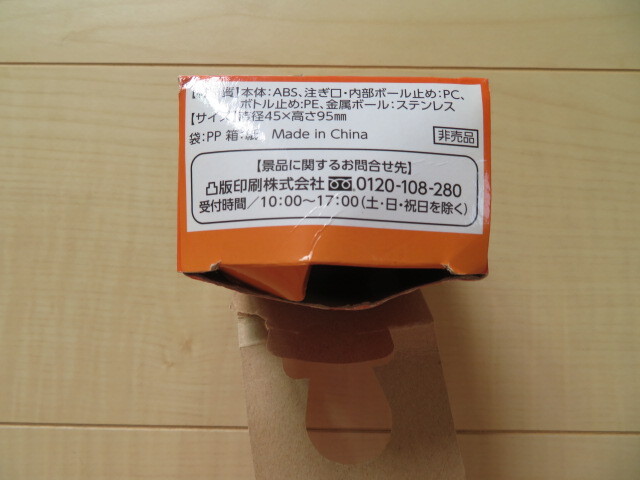 【材質】本体:ABS、注ぎ口・内部ボール止め:PC、
ボトル止め:PE、金属ボール:ステンレス
【サイズ】直径45×高さ95㎜
袋:PP 箱:紙 Made in China
非売品
【景品に関するお問合せ先】
凸版印刷株式会社 0120-108-280
受付時間/10:00〜17:00(土・日・祝日を除く)